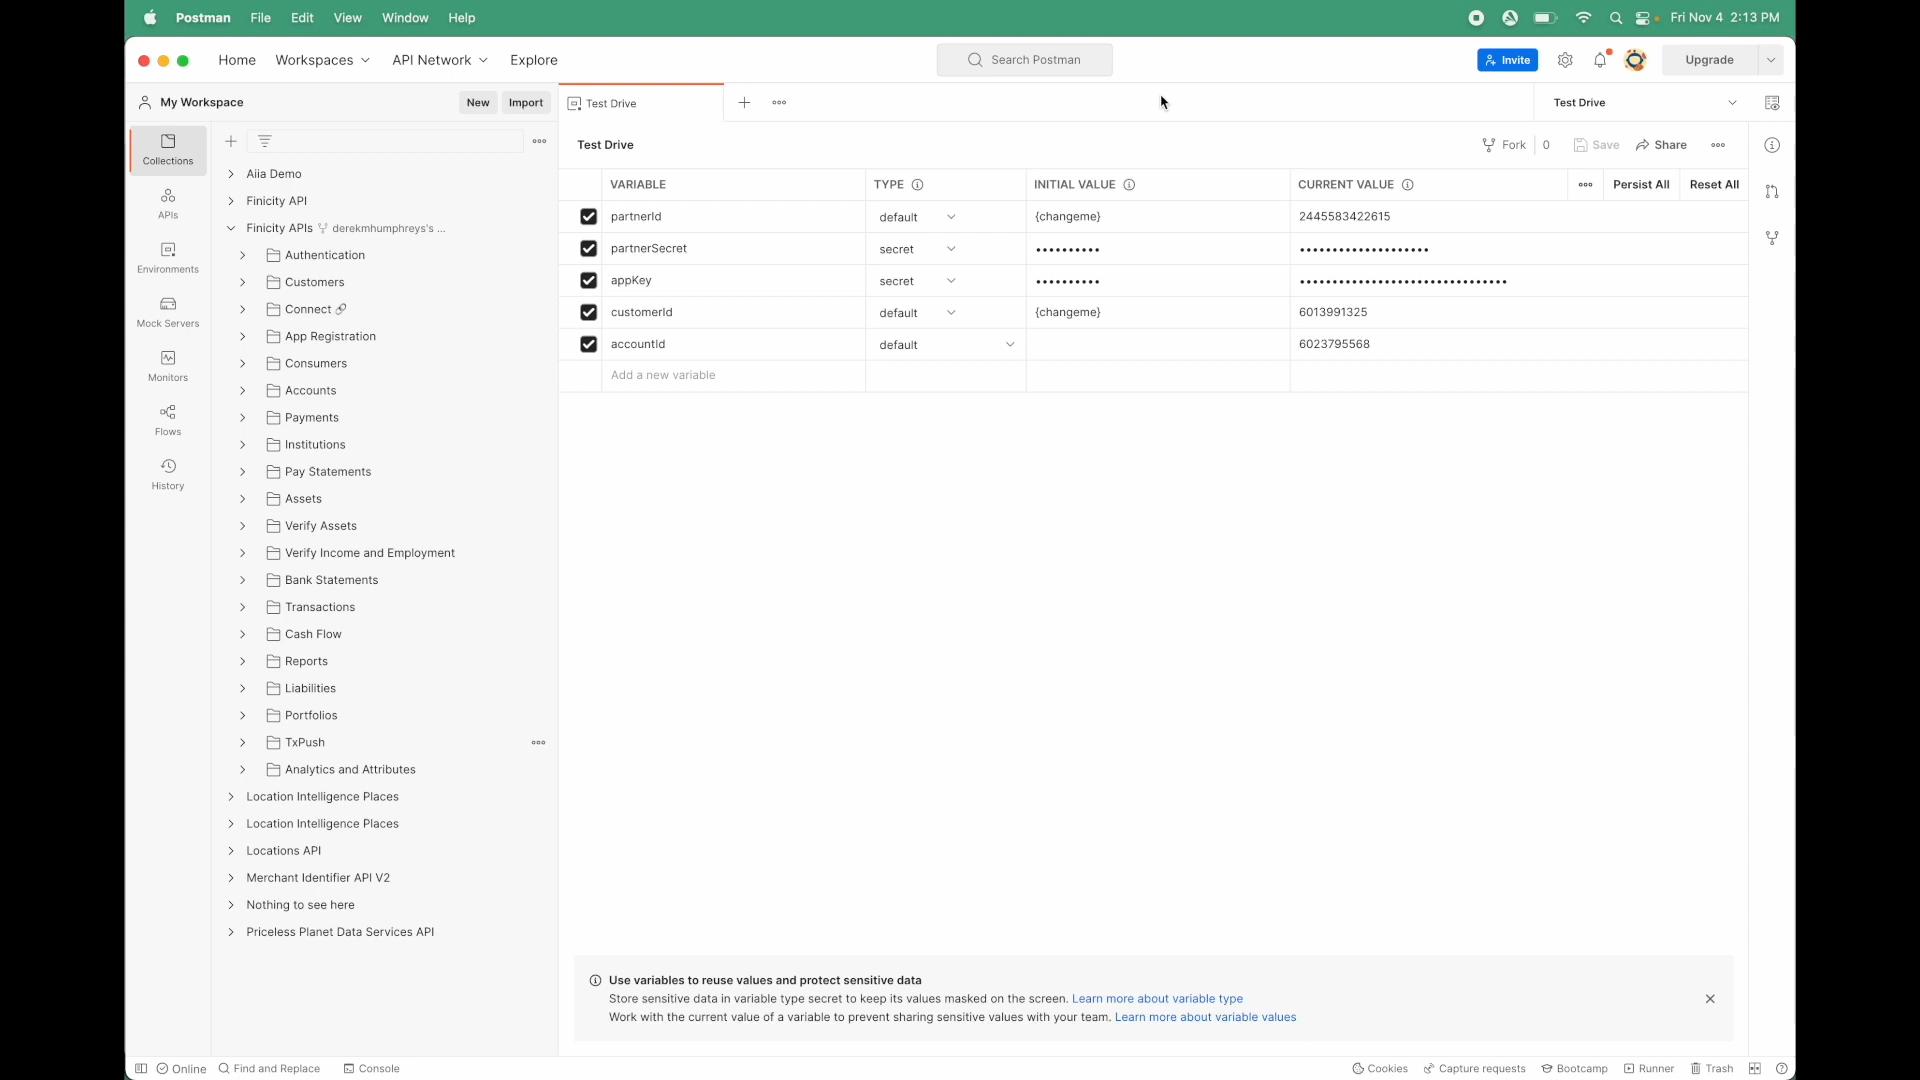 Postman File Edit View Window Help Fri Nov 4 2:13 PM
Home Workspaces API Network Explore Search Postman Invite Upgrade
My Workspace New Import Test Drive Test Drive
Collections
APIs
Environments
Mock Servers
Monitors
Flows
History
Aiia Demo
Finicity API
Finicity APIs derekmhumphreys's ...
Authentication
Customers
Connect
App Registration
Consumers
Accounts
Payments
Institutions
Pay Statements
Assets
Verify Assets
Verify Income and Employment
Bank Statements
Transactions
Cash Flow
Reports
Liabilities
Portfolios
TxPush
Analytics and Attributes
Location Intelligence Places
Location Intelligence Places
Locations API
Merchant Identifier API V2
Nothing to see here
Priceless Planet Data Services API
Test Drive Fork 0 Save Share
VARIABLE TYPE INITIAL VALUE CURRENT VALUE Persist All Reset All
partnerId default {changeme} 2445583422615
partnerSecret secret
appKey secret
customerId default {changeme} 6013991325
accountId default 6023795568
Add a new variable
Use variables to reuse values and protect sensitive data
Store sensitive data in variable type secret to keep its values masked on the screen. Learn more about variable type
Work with the current value of a variable to prevent sharing sensitive values with your team. Learn more about variable values
Online Find and Replace Console Cookies Capture requests Bootcamp Runner Trash